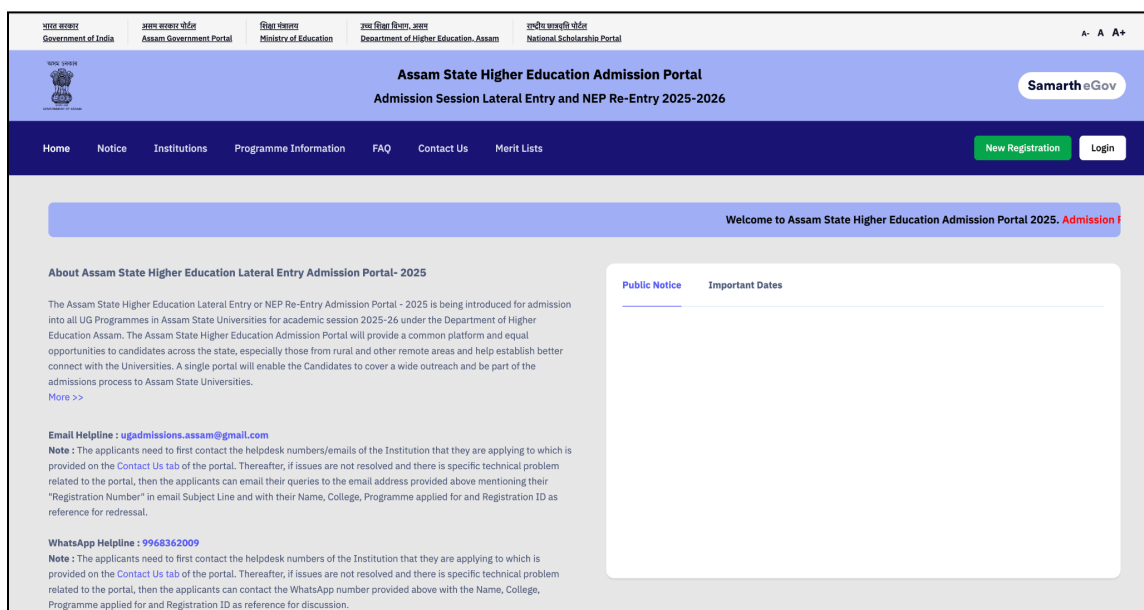 भारत सरकार
Government of India
असम सरकार पोर्टल
Assam Government Portal
शिक्षा मंत्रालय
Ministry of Education
उच्च शिक्षा विभाग, असम
Department of Higher Education, Assam
राष्ट्रीय छात्रवृत्ति पोर्टल
National Scholarship Portal
A- A A+
GOVERNMENT OF ASSAM
Assam State Higher Education Admission Portal
Admission Session Lateral Entry and NEP Re-Entry 2025-2026
Samarth eGov
Home Notice Institutions Programme Information FAQ Contact Us Merit Lists New Registration Login
Welcome to Assam State Higher Education Admission Portal 2025. Admission
About Assam State Higher Education Lateral Entry Admission Portal- 2025
The Assam State Higher Education Lateral Entry or NEP Re-Entry Admission Portal - 2025 is being introduced for admission
into all UG Programmes in Assam State Universities for academic session 2025-26 under the Department of Higher
Education Assam. The Assam State Higher Education Admission Portal will provide a common platform and equal
opportunities to candidates across the state, especially those from rural and other remote areas and help establish better
connect with the Universities. A single portal will enable the Candidates to cover a wide outreach and be part of the
admissions process to Assam State Universities.
More >>
Email Helpline : ugadmissions.assam@gmail.com
Note : The applicants need to first contact the helpdesk numbers/emails of the Institution that they are applying to which is
provided on the Contact Us tab of the portal. Thereafter, if issues are not resolved and there is specific technical problem
related to the portal, then the applicants can email their queries to the email address provided above mentioning their
"Registration Number" in email Subject Line and with their Name, College, Programme applied for and Registration ID as
reference for redressal.
WhatsApp Helpline : 9968362009
Note : The applicants need to first contact the helpdesk numbers of the Institution that they are applying to which is
provided on the Contact Us tab of the portal. Thereafter, if issues are not resolved and there is specific technical problem
related to the portal, then the applicants can contact the WhatsApp number provided above with the Name, College,
Programme applied for and Registration ID as reference for discussion.
Public Notice Important Dates